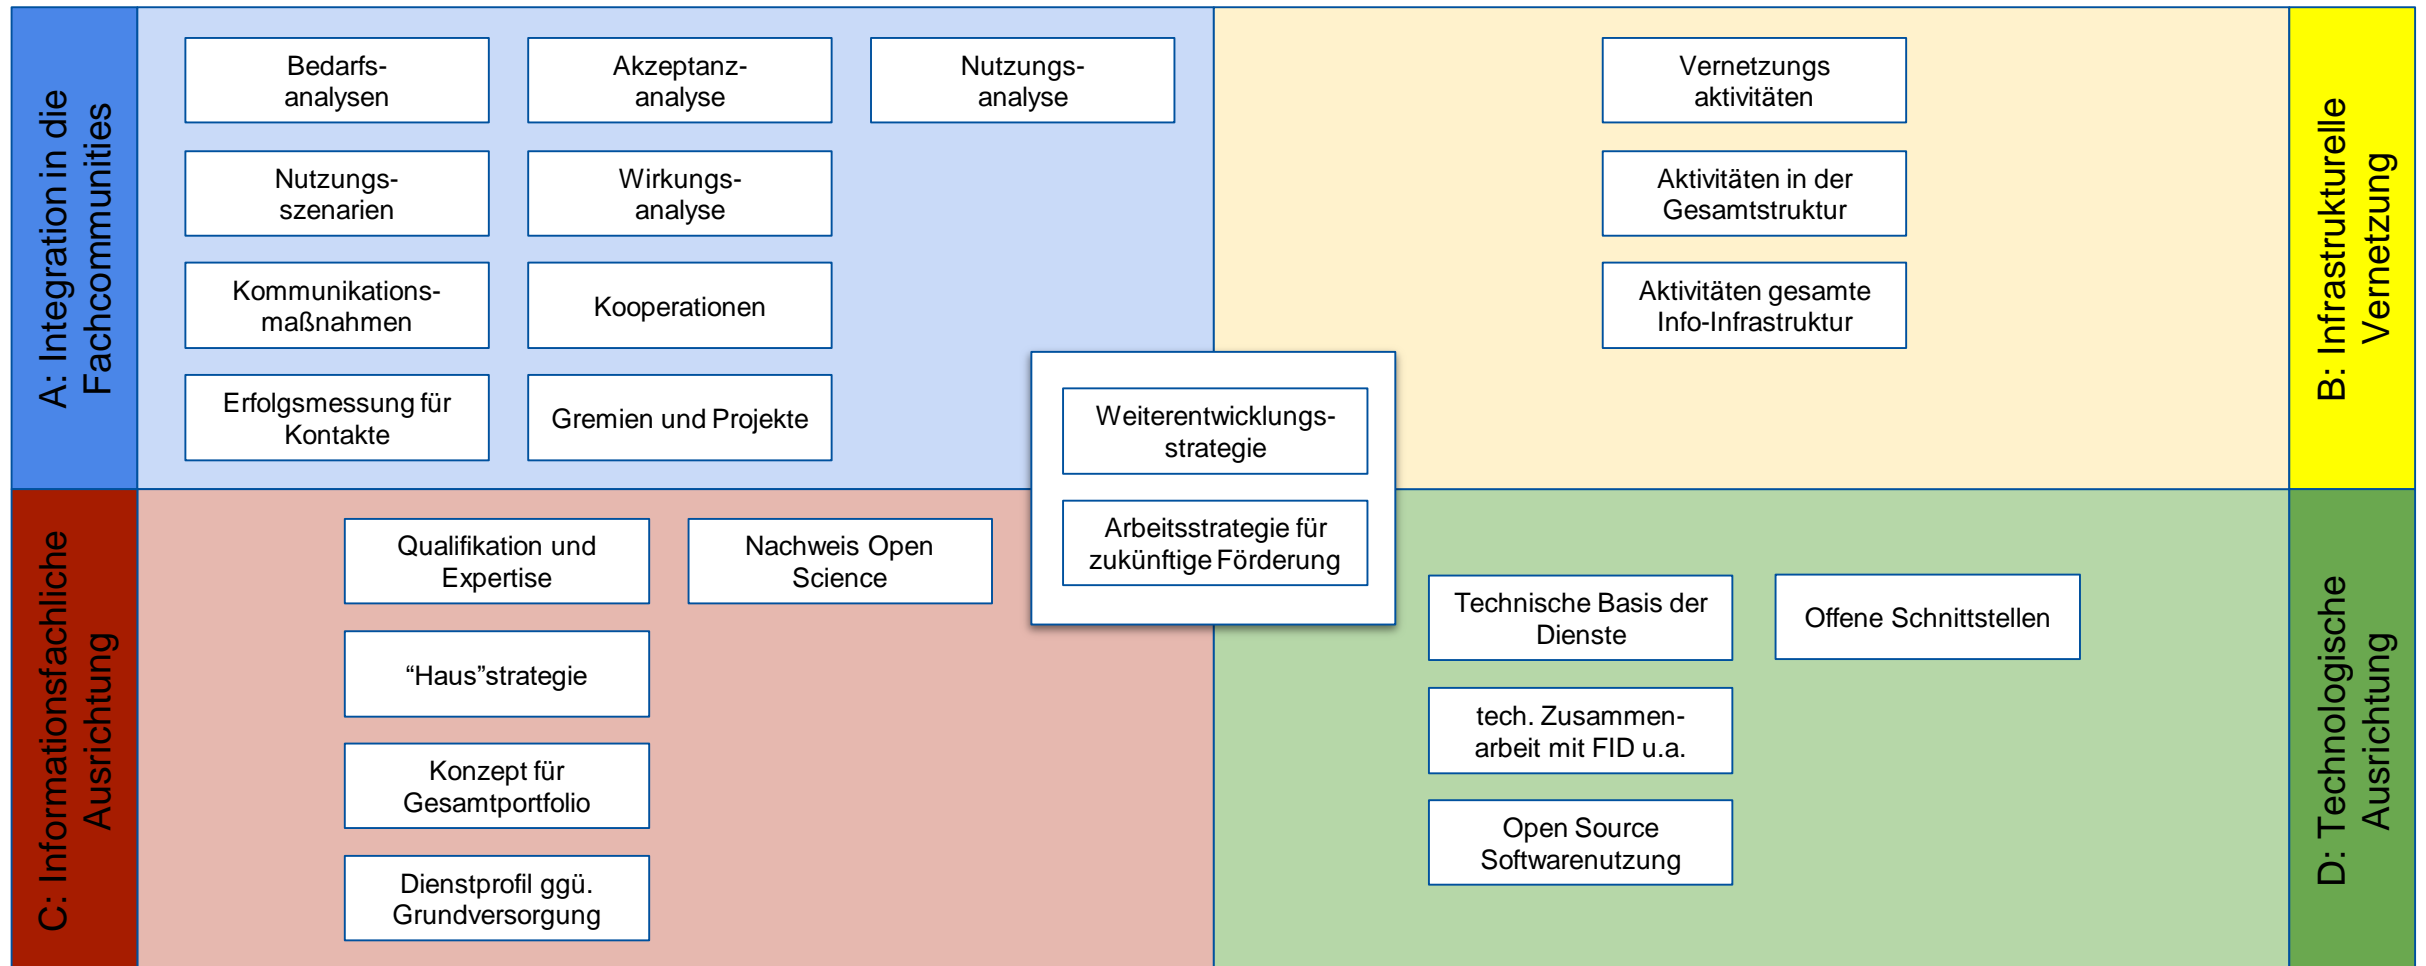 A: Integration in die
Fachcommunities
Bedarfs-
analysen
Akzeptanz-
analyse
Nutzungs-
analyse
Nutzungs-
szenarien
Wirkungs-
analyse
Kommunikations-
maßnahmen
Kooperationen
Erfolgsmessung für
Kontakte
Gremien und Projekte
Vernetzungs
aktivitäten
Aktivitäten in der
Gesamtstruktur
Aktivitäten gesamte
Info-Infrastruktur
B: Infrastrukturelle
Vernetzung
Weiterentwicklungs-
strategie
Arbeitsstrategie für
zukünftige Förderung
C: Informationsfachliche
Ausrichtung
Qualifikation und
Expertise
Nachweis Open
Science
“Haus”strategie
Konzept für
Gesamtportfolio
Dienstprofil ggü.
Grundversorgung
Technische Basis der
Dienste
Offene Schnittstellen
tech. Zusammen-
arbeit mit FID u.a.
Open Source
Softwarenutzung
D: Technologische
Ausrichtung